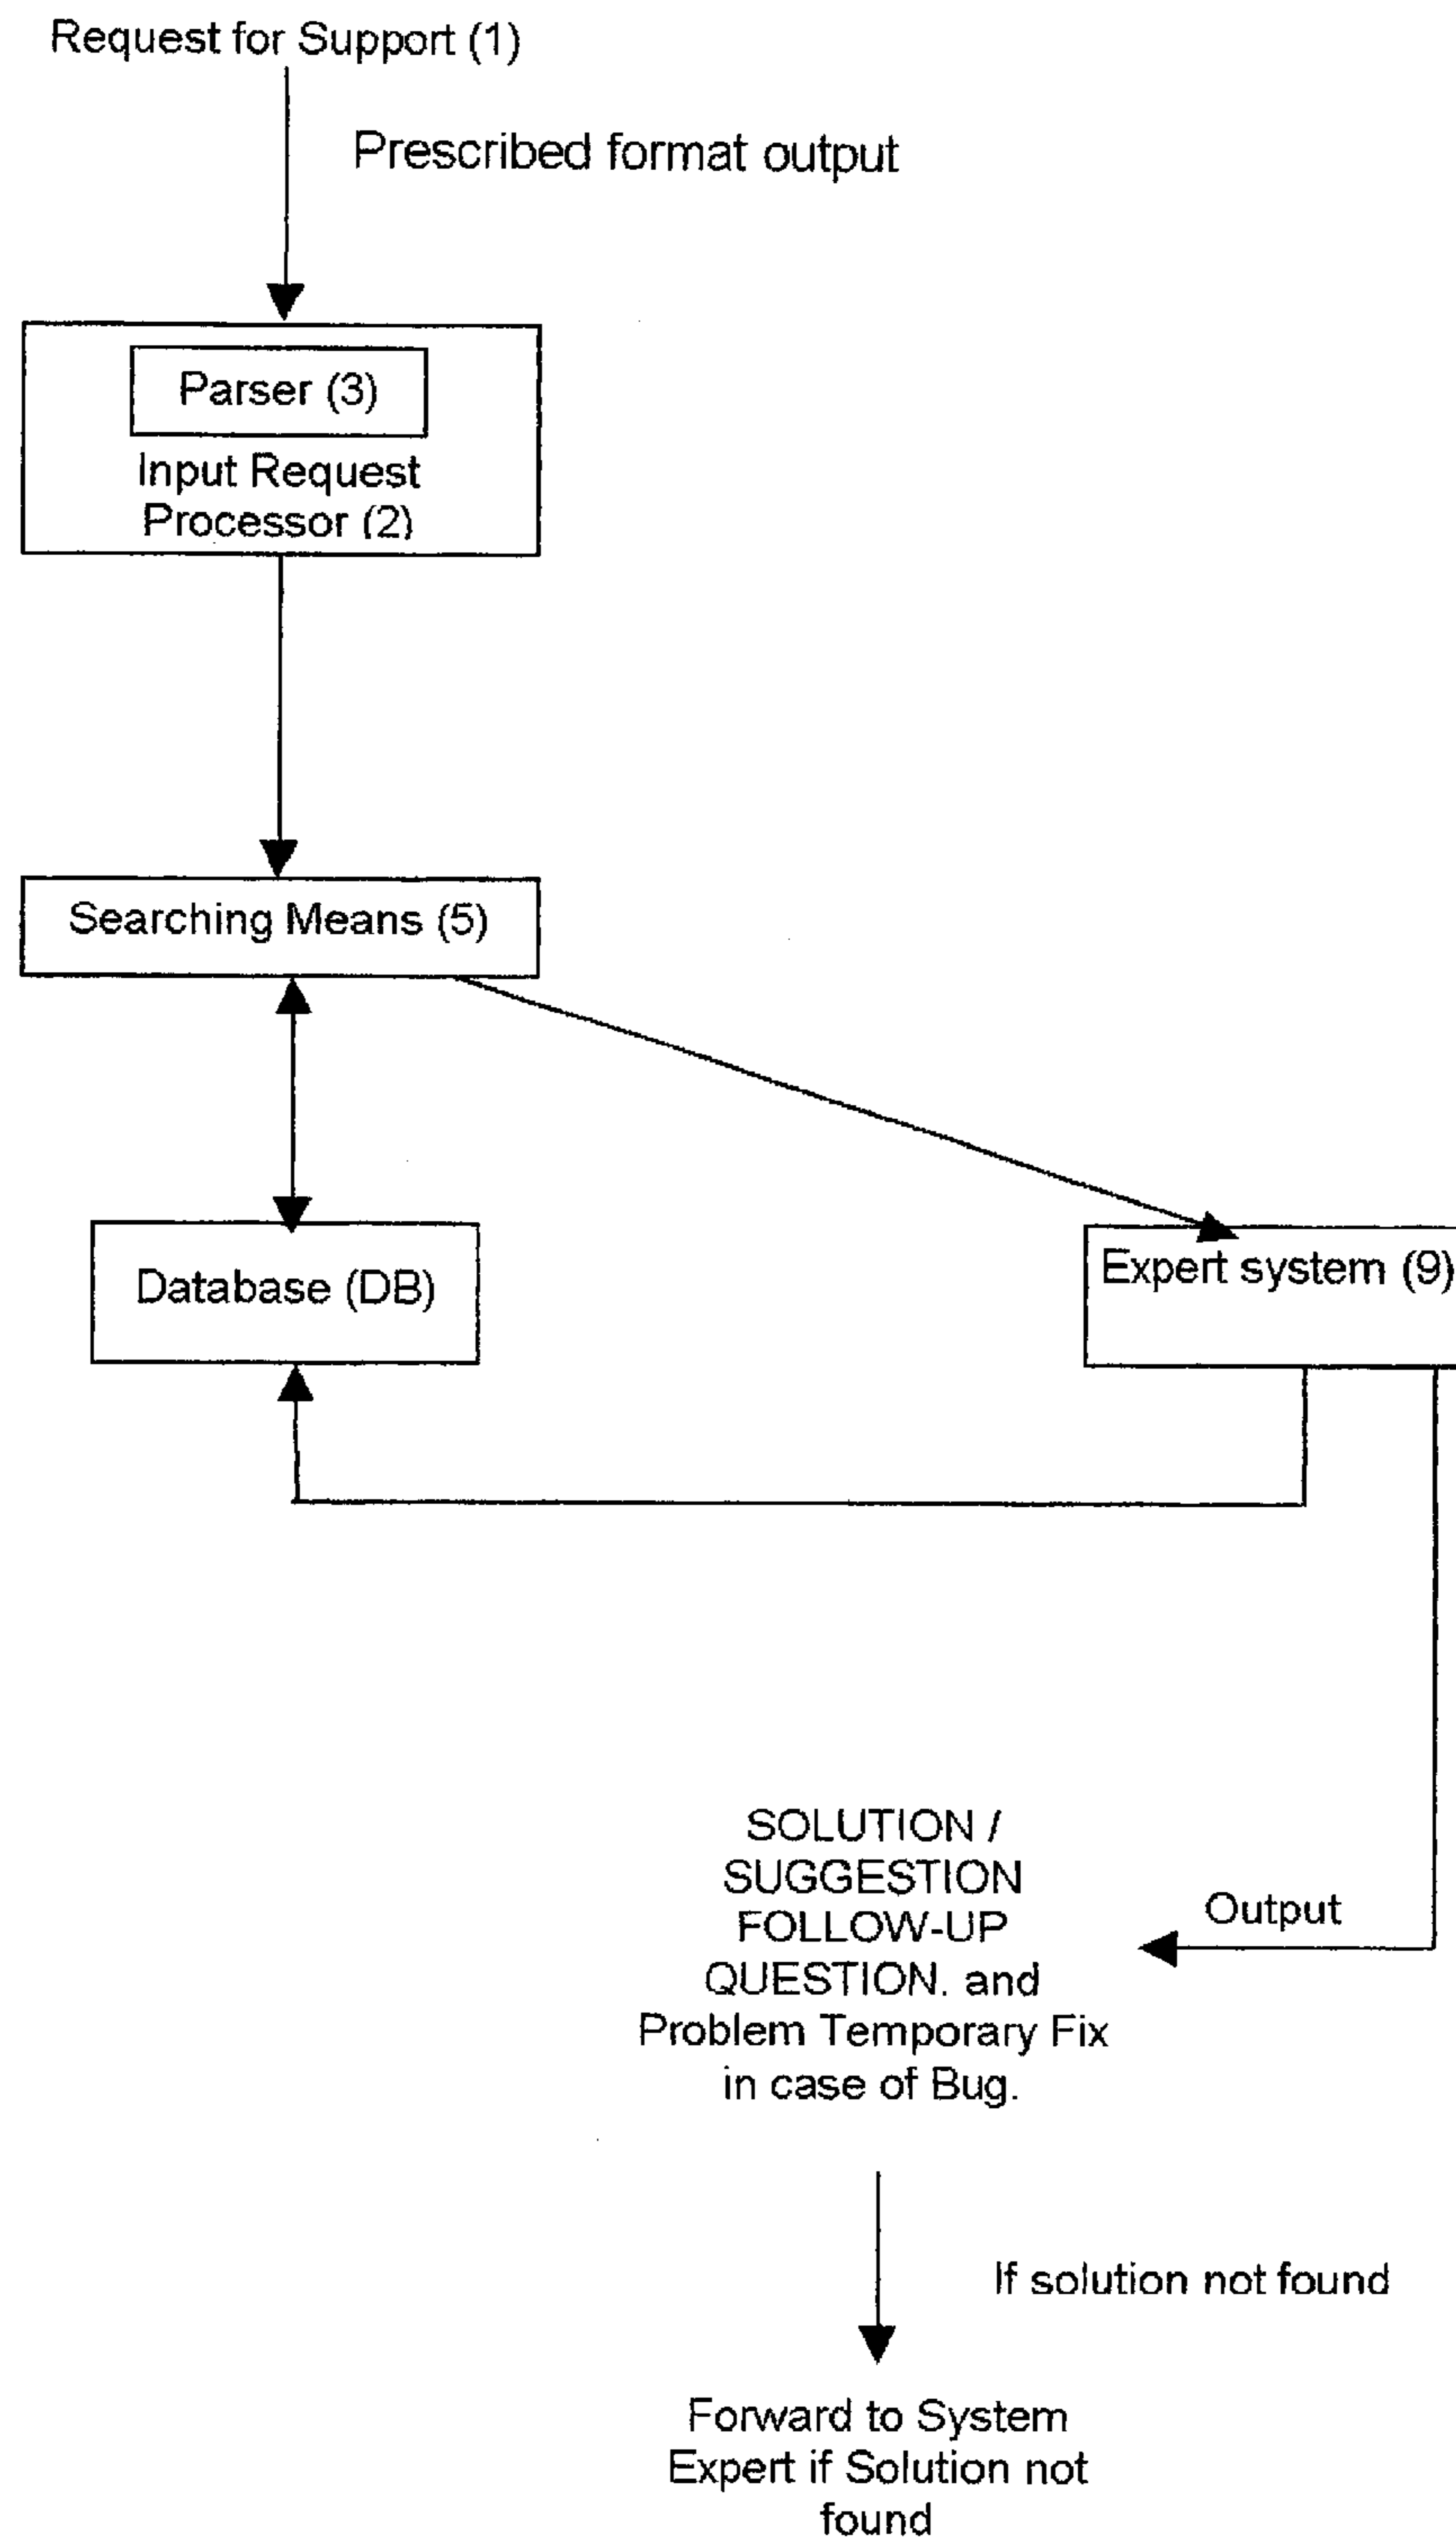 Request for Support (1)
Prescribed format output
Parser (3)
Input Request
Processor (2)
Searching Means (5)
Database (DB)
Expert system (9)
SOLUTION /
SUGGESTION
FOLLOW-UP
Output
QUESTION. and
Problem Temporary Fix
in case of Bug.
If solution not found
Forward to System
Expert if Solution not
found